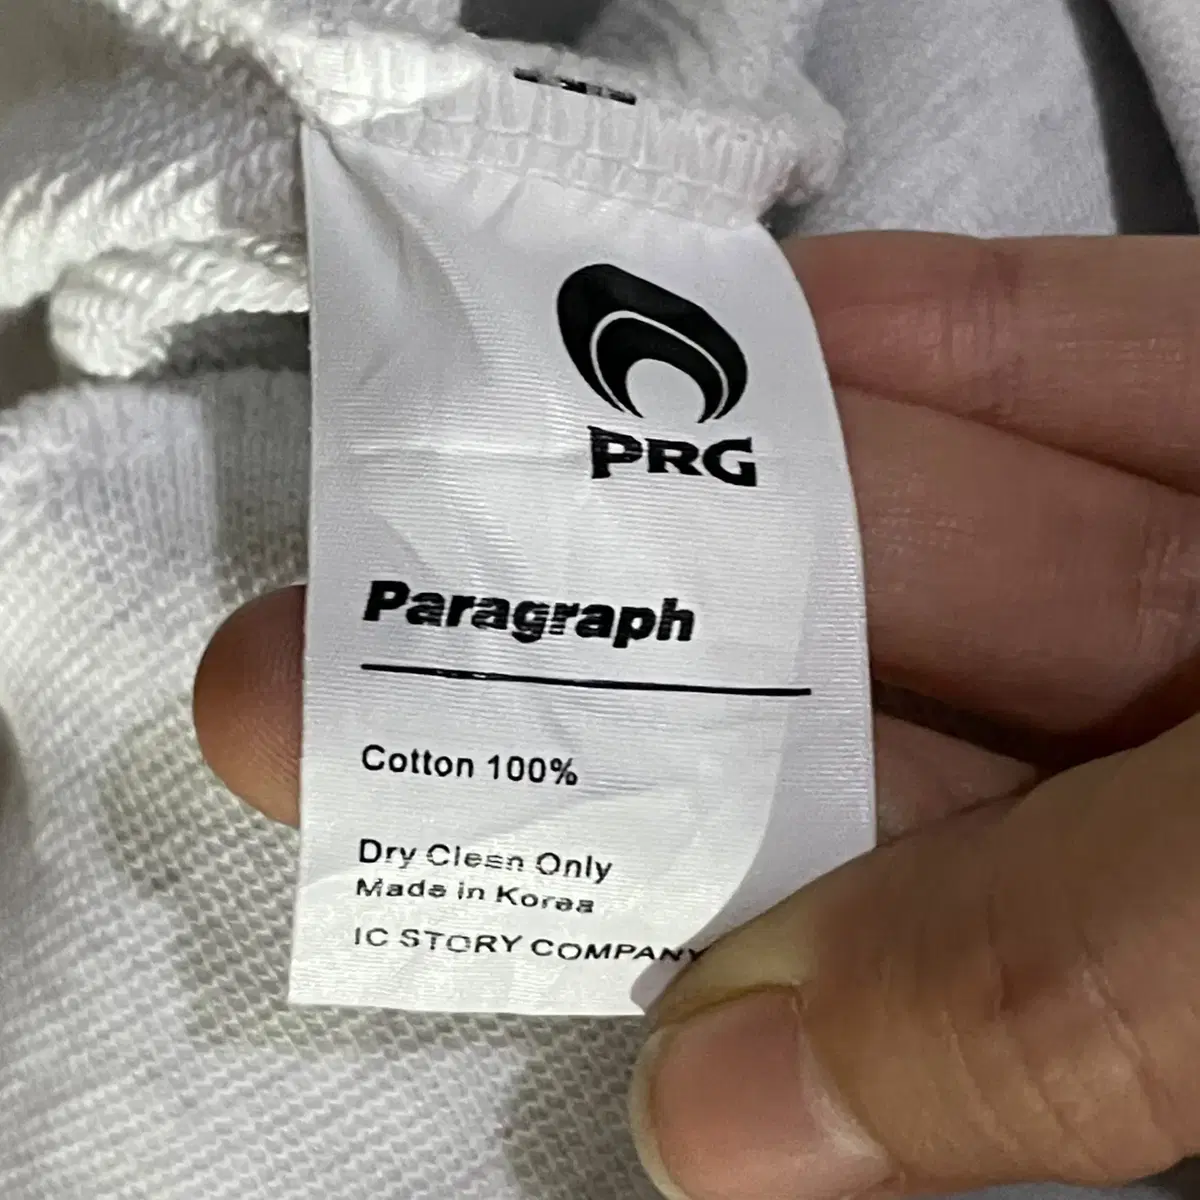 PRG
Paragraph
Cotton 100%
Dry Clean Only
Made in Korea
IC STORY COMPANY